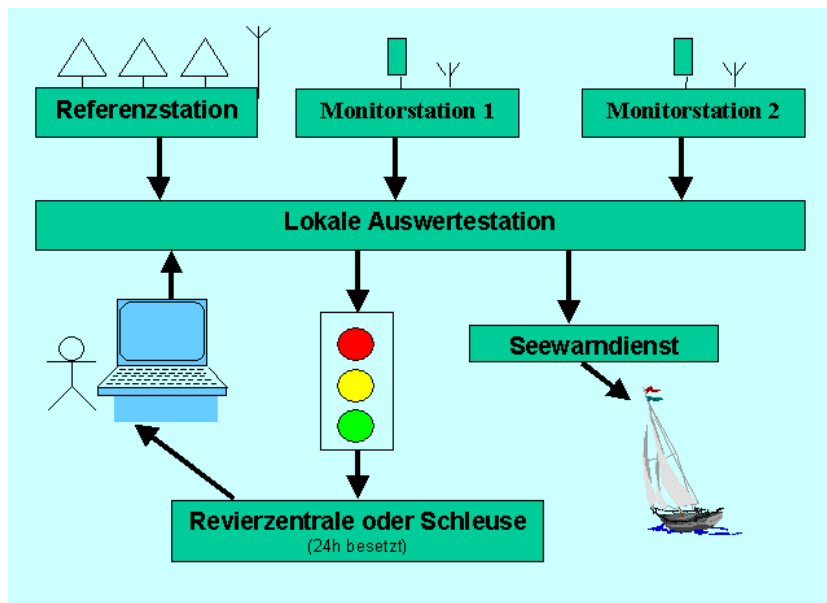 Referenzstation
Monitorstation 1
Monitorstation 2
Lokale Auswertestation
Seewarndienst
Revierzentrale oder Schleuse
(24h besetzt)